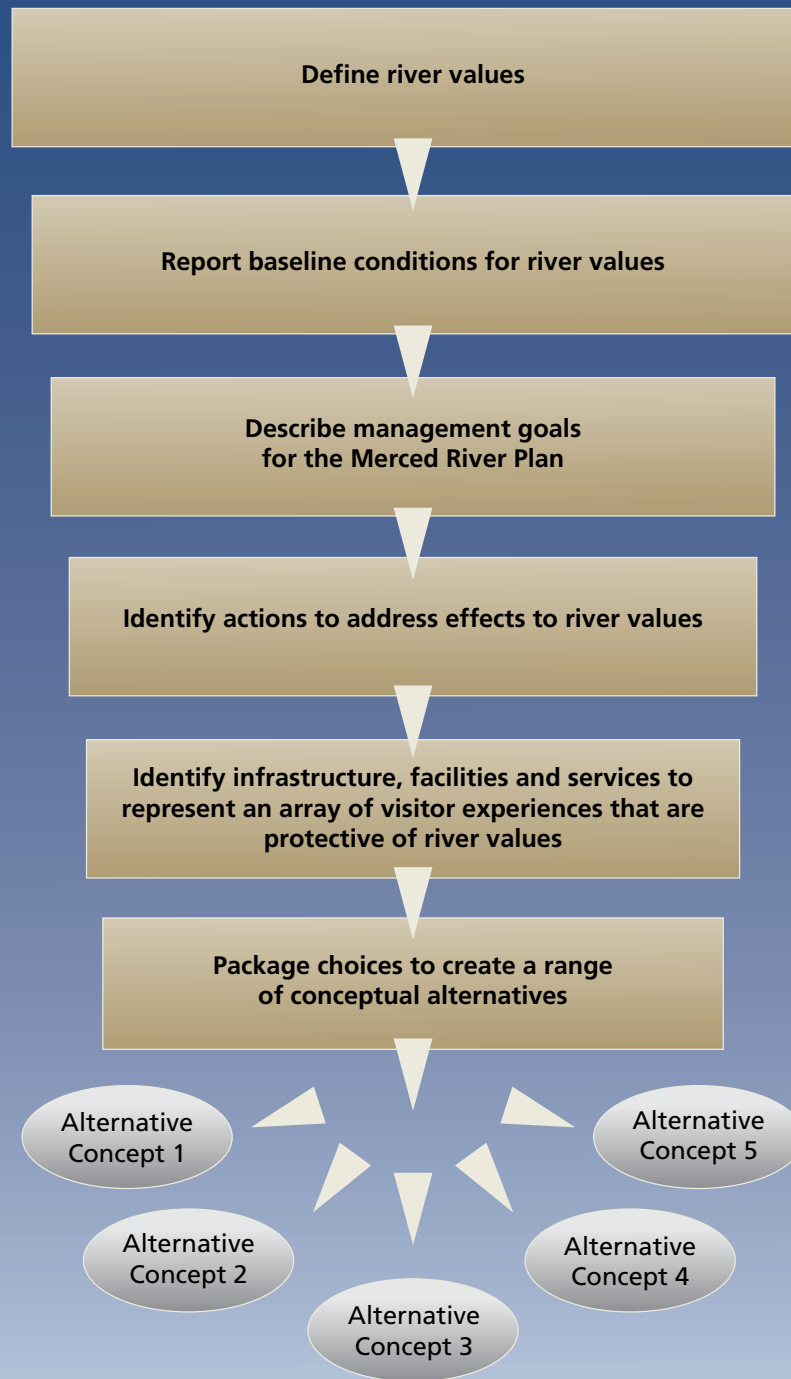 Define river values
Report baseline conditions for river values
Describe management goals
for the Merced River Plan
Identify actions to address effects to river values
Identify infrastructure, facilities and services to
represent an array of visitor experiences that are
protective of river values
Package choices to create a range
of conceptual alternatives
Alternative
Concept 1
Alternative
Concept 2
Alternative
Concept 3
Alternative
Concept 4
Alternative
Concept 5